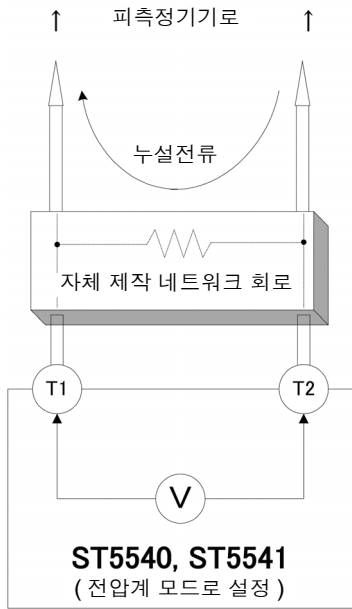 피측정기기로
누설전류
자체 제작 네트워크 회로
T1
T2
V
ST5540, ST5541
( 전압계 모드로 설정 )